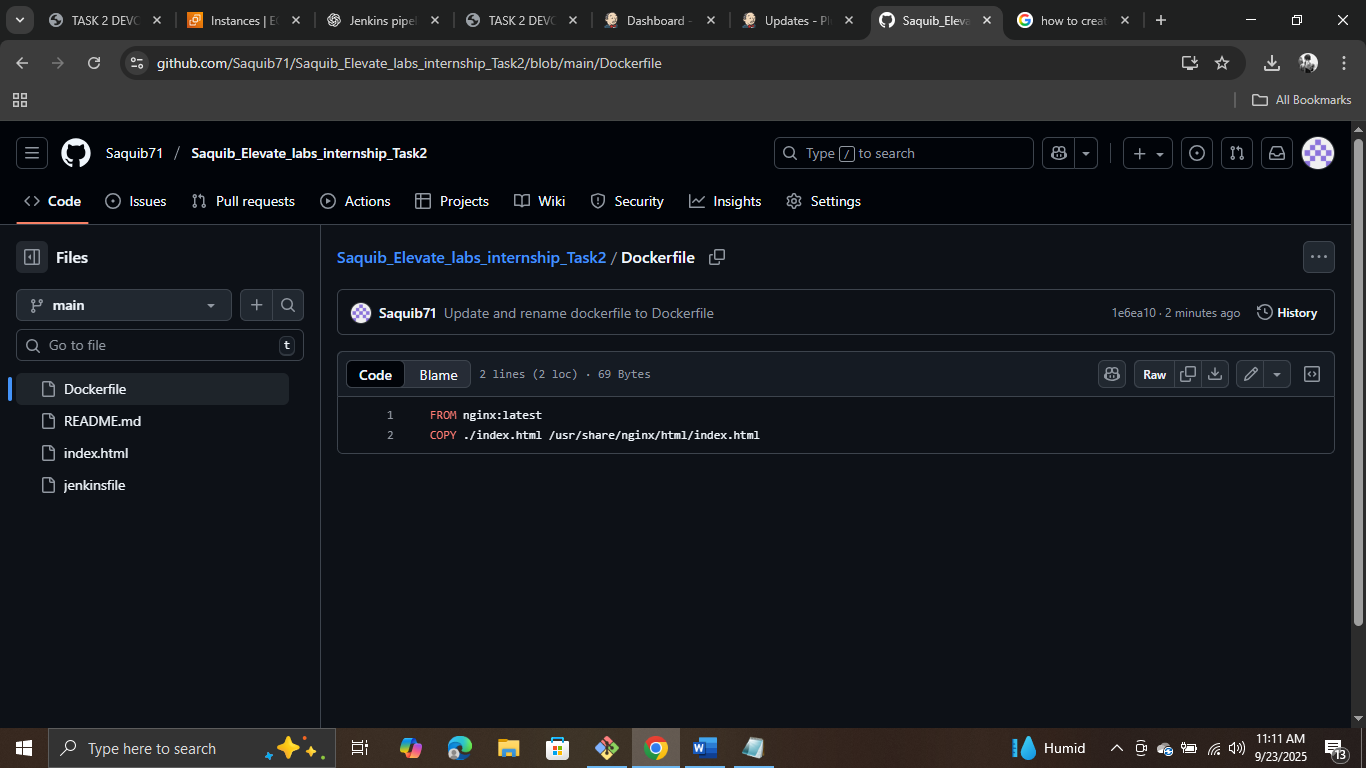 TASK 2 DEVO
Instances | E
Jenkins pipel
TASK 2 DEVO
Dashboard -
Updates - Pl
Saquib_Eleva
how to creat
github.com/Saquib71/Saquib_Elevate_labs_internship_Task2/blob/main/Dockerfile
All Bookmarks
Saquib71 / Saquib_Elevate_labs_internship_Task2
Type / to search
Code
Issues
Pull requests
Actions
Projects
Wiki
Security
Insights
Settings
Files
main
Go to file
t
Dockerfile
README.md
index.html
jenkinsfile
Saquib_Elevate_labs_internship_Task2 / Dockerfile
Saquib71 Update and rename dockerfile to Dockerfile
1e6ea10 · 2 minutes ago
History
Code
Blame
2 lines (2 loc) · 69 Bytes
Raw
1 FROM nginx:latest
2 COPY ./index.html /usr/share/nginx/html/index.html
Type here to search
Humid
11:11 AM
9/23/2025
13